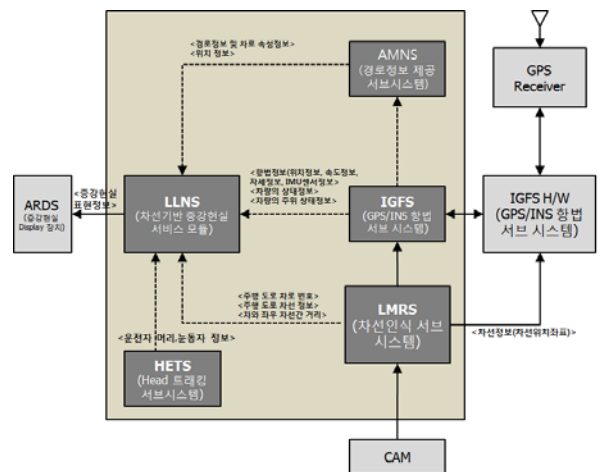 <경로정보 및 차로 속성정보>
<위치 정보>
AMNS
(경로정보 제공
서브시스템)
GPS
Receiver
<항법정보(위치정보, 속도정보,
자세정보, IMU센서정보>
<차량의 상태정보>
<차량의 주위 상태정보>
<증강현실
표현정보>
ARDS
(증강현실
Display 장치)
LLNS
(차선기반 증강현실
서비스 모듈)
IGFS
(GPS/INS 항법
서브 시스템)
IGFS H/W
(GPS/INS 항법
서브 시스템)
<주행 도로 차로 번호>
<주행 도로 차선 정보>
<차와 좌우 차선간 거리>
LMRS
(차선인식 서브
시스템)
<차선정보(차선위치좌표)>
<운전자 머리,눈동자 정보>
HETS
(Head 트래킹
서브시스템)
CAM